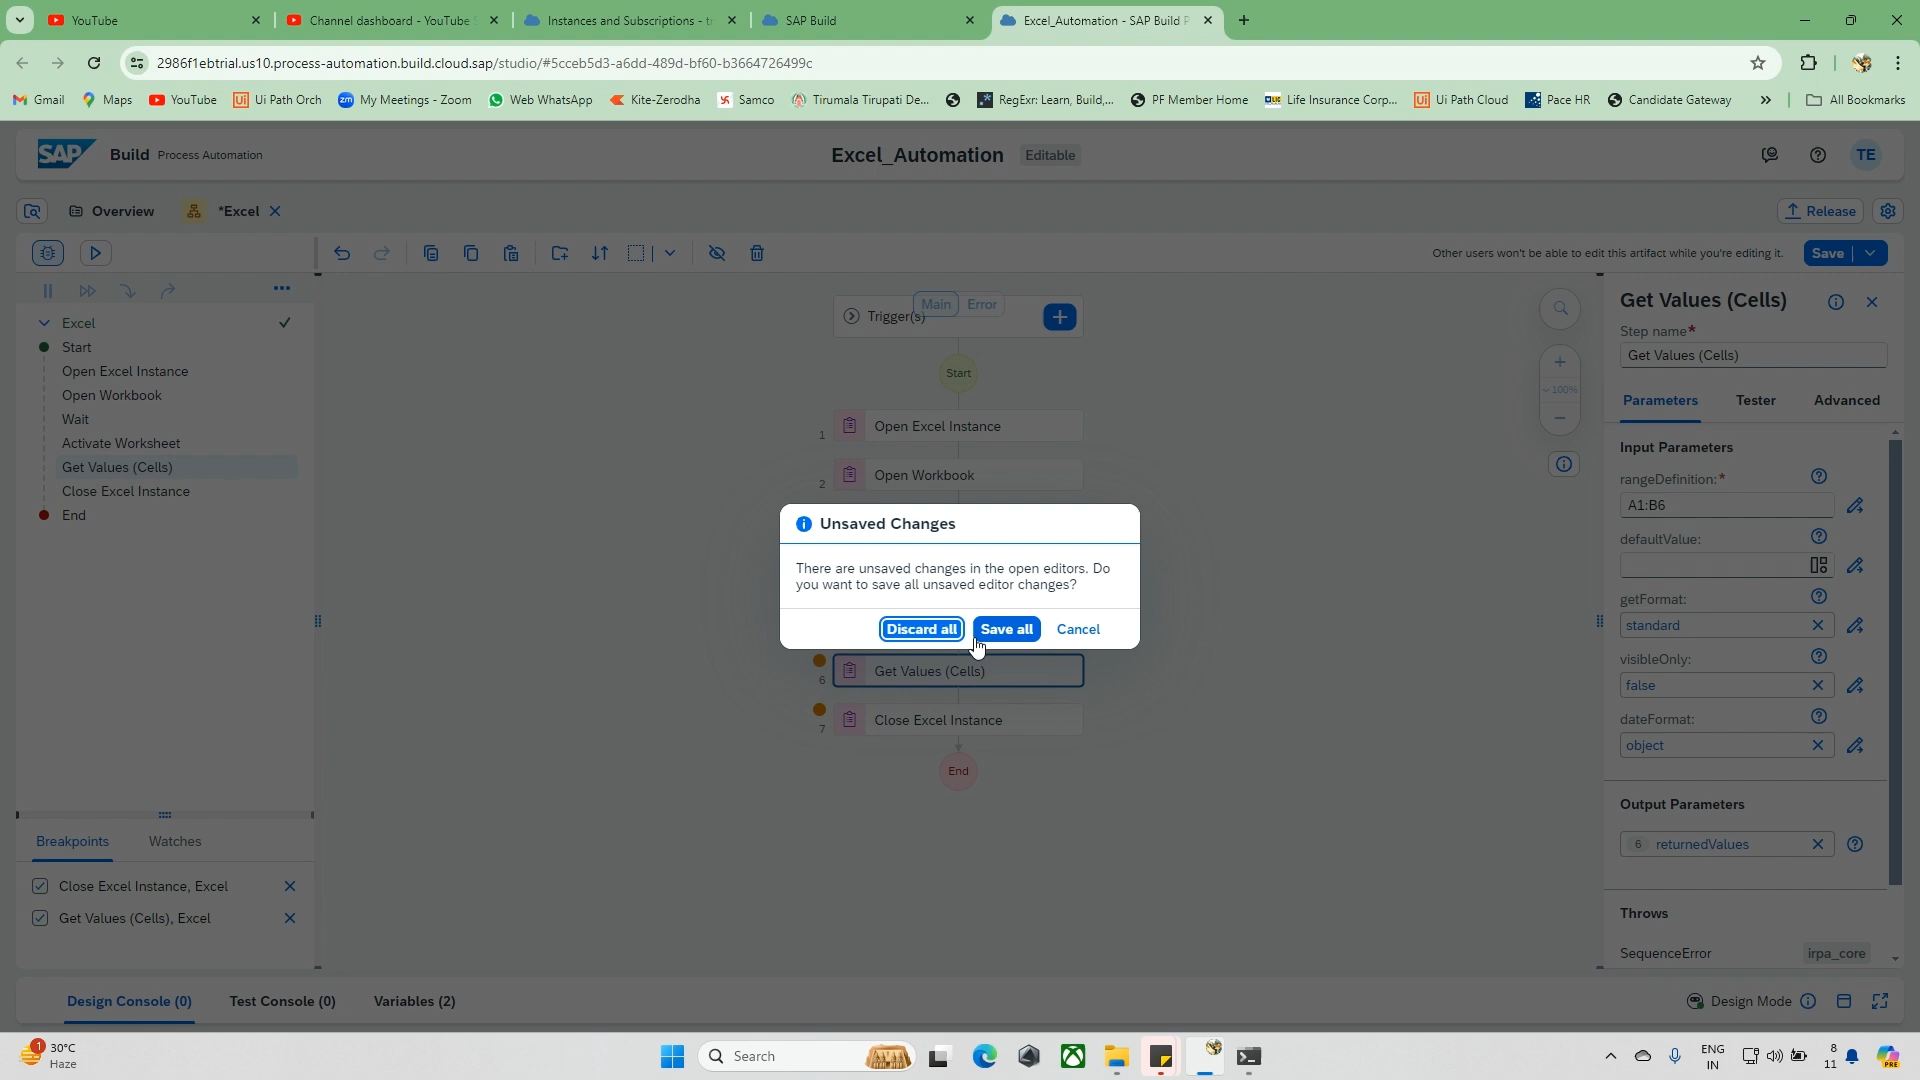 YouTube
Channel dashboard - YouTube S
Instances and Subscriptions - tr
SAP Build
Excel_Automation - SAP Build P
2986f1ebtrial.us10.process-automation.build.cloud.sap/studio/#5cceb5d3-a6dd-489d-bf60-b3664726499c
Gmail
Maps
YouTube
Ui Path Orch
My Meetings - Zoom
Web WhatsApp
Kite-Zerodha
Samco
Tirumala Tirupati De...
RegExr: Learn, Build,...
PF Member Home
Life Insurance Corp...
Ui Path Cloud
Pace HR
Candidate Gateway
»
All Bookmarks
SAP Build Process Automation
Excel_Automation Editable
TE
Overview
*Excel
Release
Other users won't be able to edit this artifact while you're editing it.
Save
Excel
Start
Open Excel Instance
Open Workbook
Wait
Activate Worksheet
Get Values (Cells)
Close Excel Instance
End
Breakpoints
Watches
Close Excel Instance, Excel
Get Values (Cells), Excel
Main
Error
Trigger(s)
Start
1 Open Excel Instance
2 Open Workbook
Unsaved Changes
There are unsaved changes in the open editors. Do
you want to save all unsaved editor changes?
Discard all
Save all
Cancel
6 Get Values (Cells)
7 Close Excel Instance
End
100%
Get Values (Cells)
Step name*
Get Values (Cells)
Parameters
Tester
Advanced
Input Parameters
rangeDefinition:*
A1:B6
defaultValue:
getFormat:
standard
visibleOnly:
false
dateFormat:
object
Output Parameters
6 returnedValues
Throws
SequenceError
irpa_core
Design Console (0)
Test Console (0)
Variables (2)
Design Mode
1
30°C
Haze
Search
ENG
IN
8
11
PRE